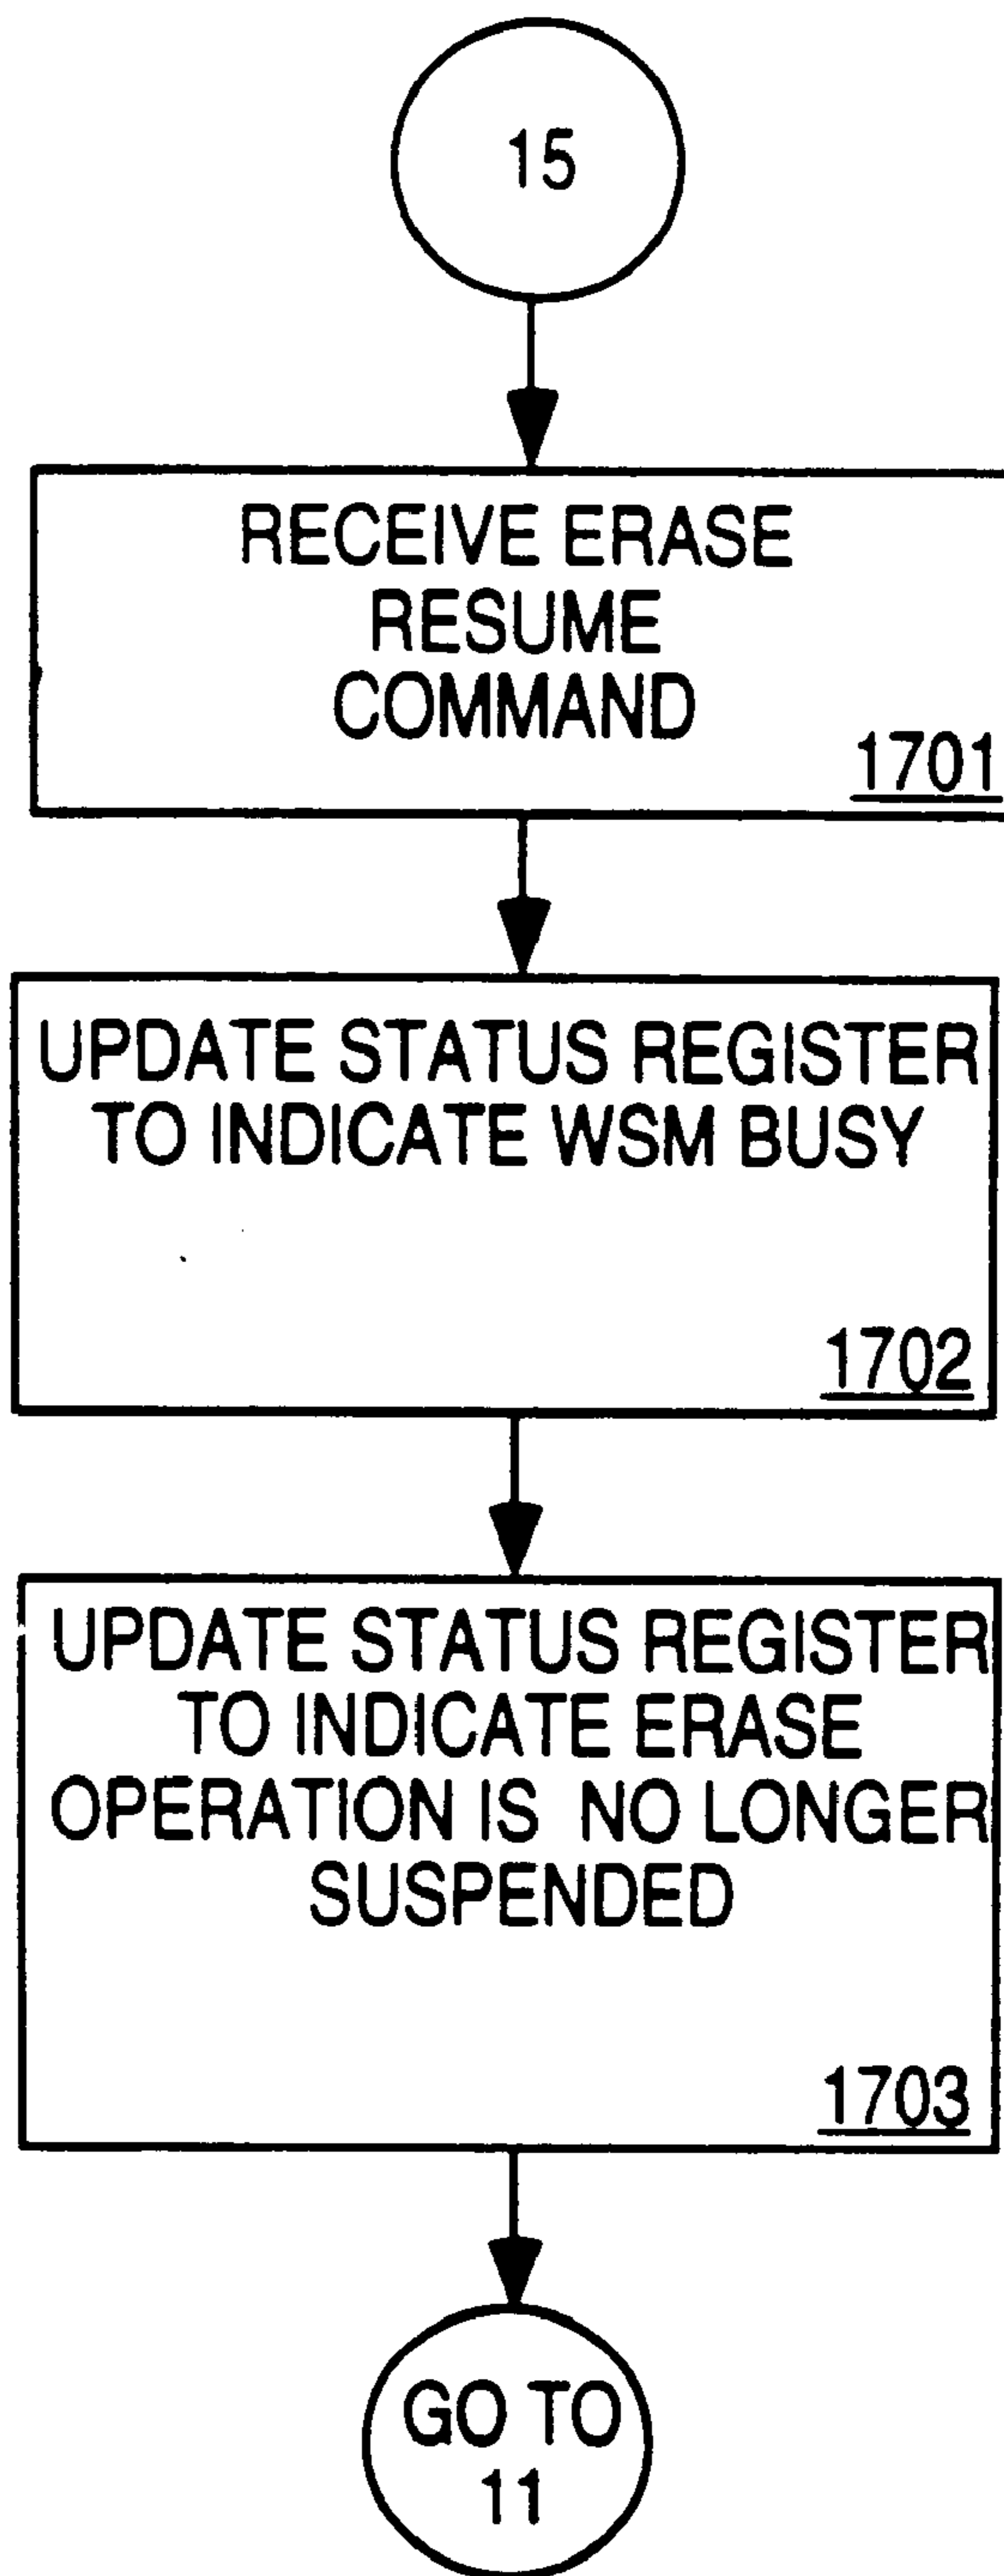 15
RECEIVE ERASE
RESUME
COMMAND
1701
UPDATE STATUS REGISTER
TO INDICATE WSM BUSY
1702
UPDATE STATUS REGISTER
TO INDICATE ERASE
OPERATION IS NO LONGER
SUSPENDED
1703
GO TO
11